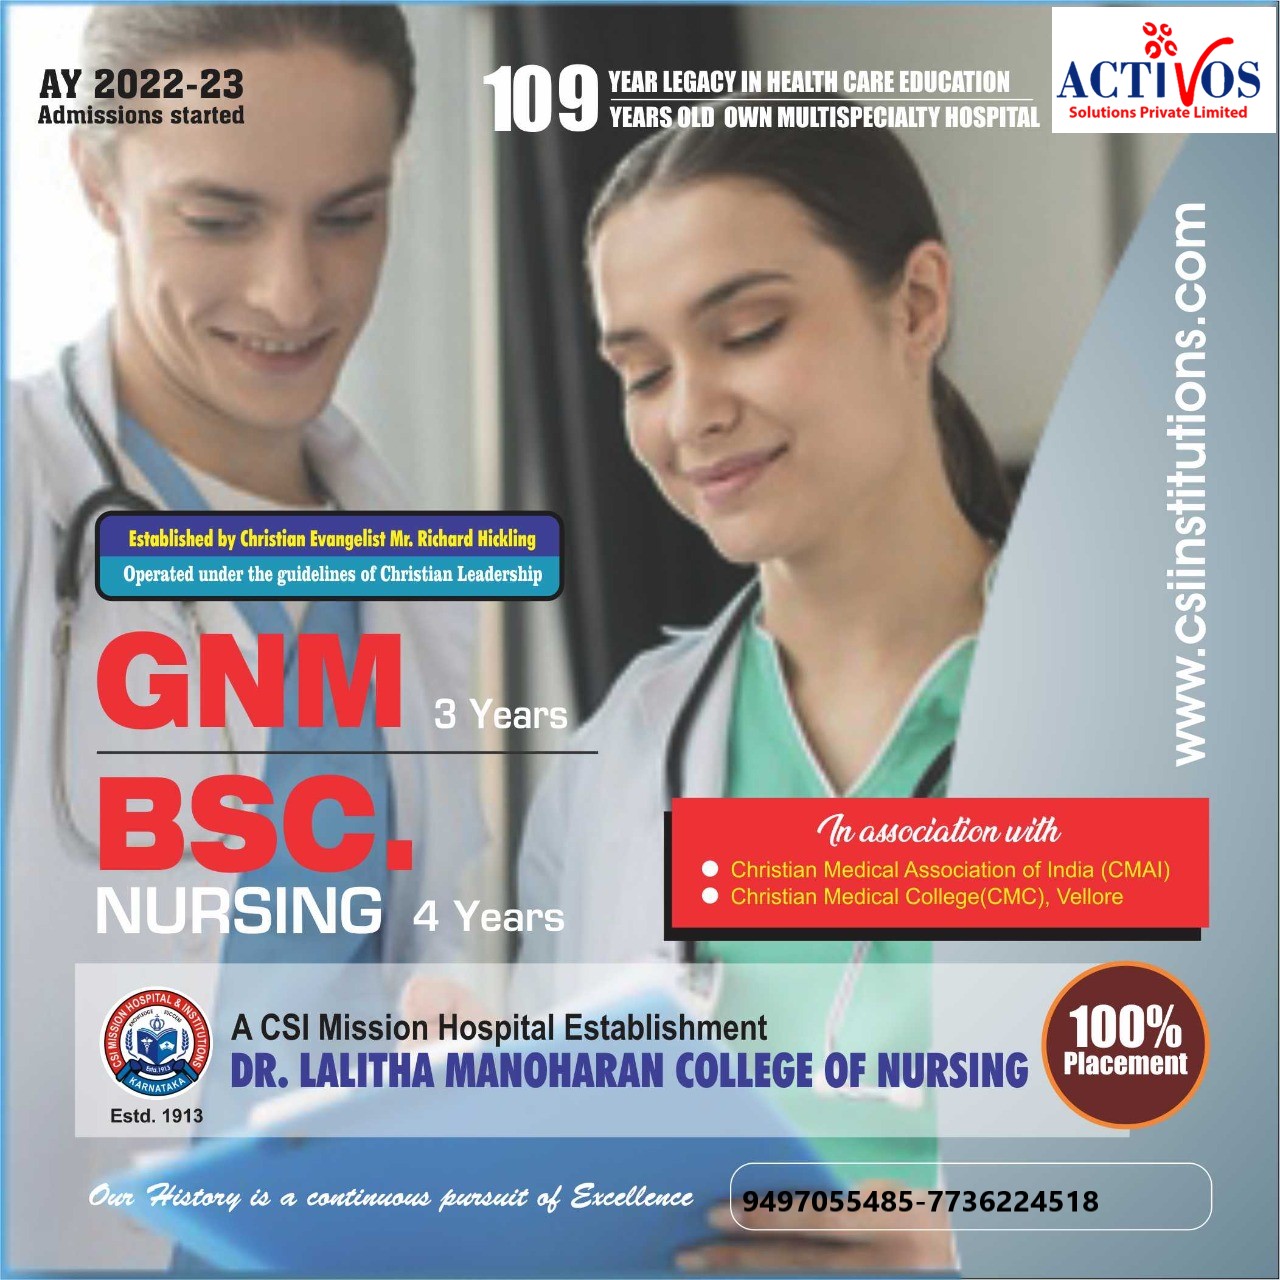 AY 2022-23
Admissions started
109 YEAR LEGACY IN HEALTH CARE EDUCATION
YEARS OLD OWN MULTISPECIALTY HOSPITAL
ACTIVOS
Solutions Private Limited
www.csiinstitutions.com
Established by Christian Evangelist Mr. Richard Hickling
Operated under the guidelines of Christian Leadership
GNM 3 Years
BSC.
NURSING 4 Years
In association with
Christian Medical Association of India (CMAI)
Christian Medical College(CMC), Vellore
CSI MISSION HOSPITAL & INSTITUTIONS
KNOWLEDGE SUCCESS
Estd.1913
KARNATAKA
Estd. 1913
A CSI Mission Hospital Establishment
DR. LALITHA MANOHARAN COLLEGE OF NURSING
100%
Placement
Our History is a continuous pursuit of Excellence
9497055485-7736224518